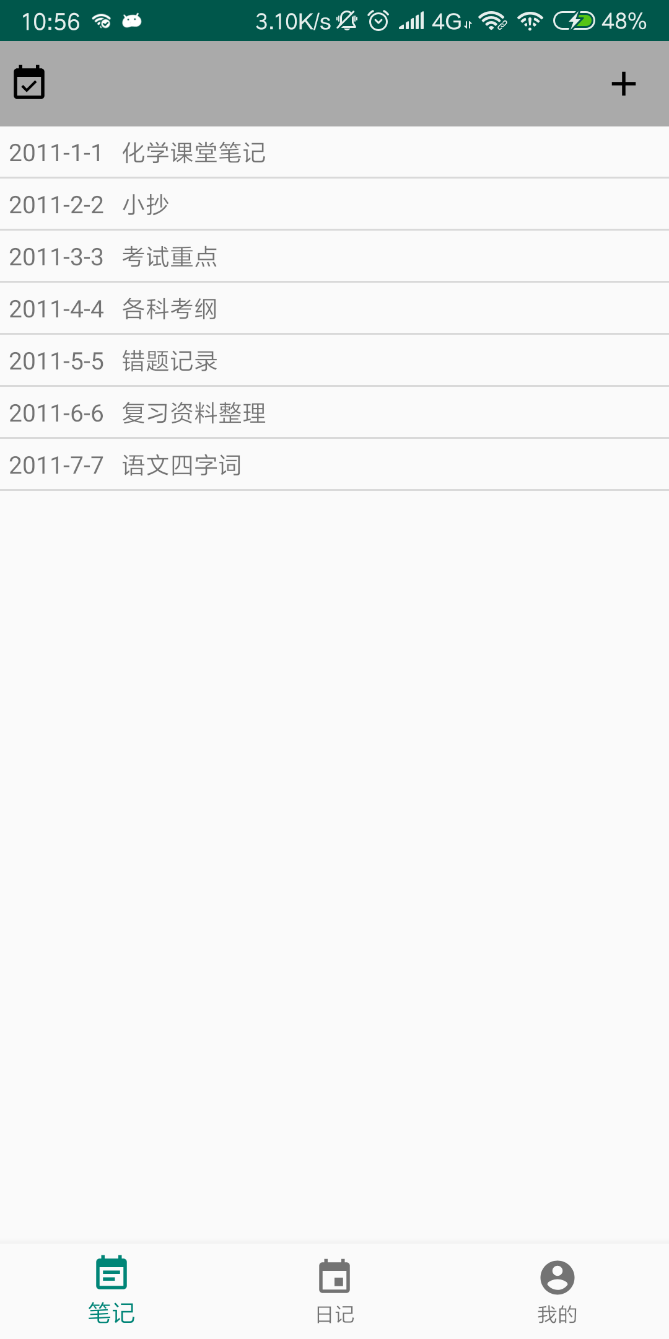 10:56 3.10K/s 4G 48%
2011-1-1 化学课堂笔记
2011-2-2 小抄
2011-3-3 考试重点
2011-4-4 各科考纲
2011-5-5 错题记录
2011-6-6 复习资料整理
2011-7-7 语文四字词
笔记 日记 我的